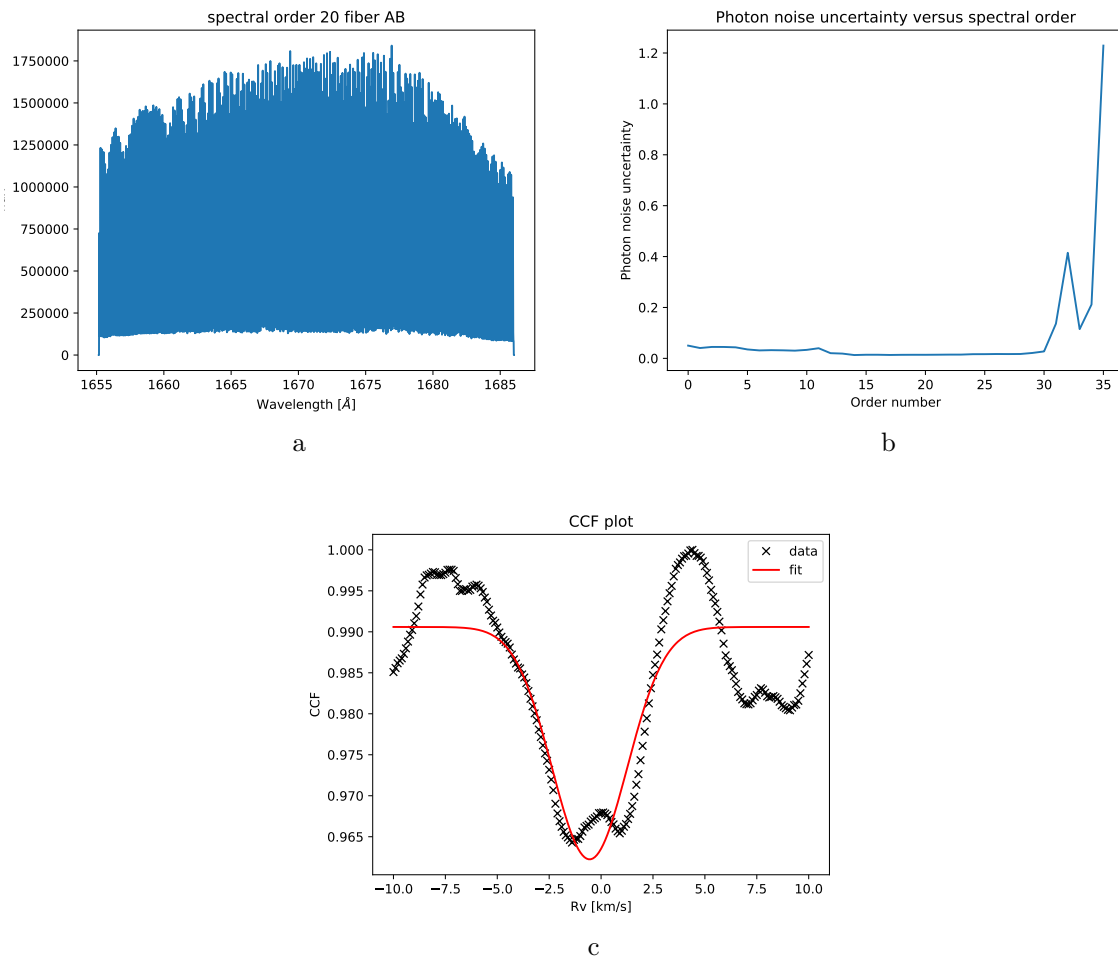 spectral order 20 fiber AB
1750000
1500000
1250000
1000000
750000
500000
250000
0
1655 1660 1665 1670 1675 1680 1685
Wavelength [Å]
a
Photon noise uncertainty versus spectral order
Photon noise uncertainty
1.2
1.0
0.8
0.6
0.4
0.2
0.0
0 5 10 15 20 25 30 35
Order number
b
CCF plot
CCF
1.000
0.995
0.990
0.985
0.980
0.975
0.970
0.965
data
fit
−10.0 −7.5 −5.0 −2.5 0.0 2.5 5.0 7.5 10.0
Rv [km/s]
c